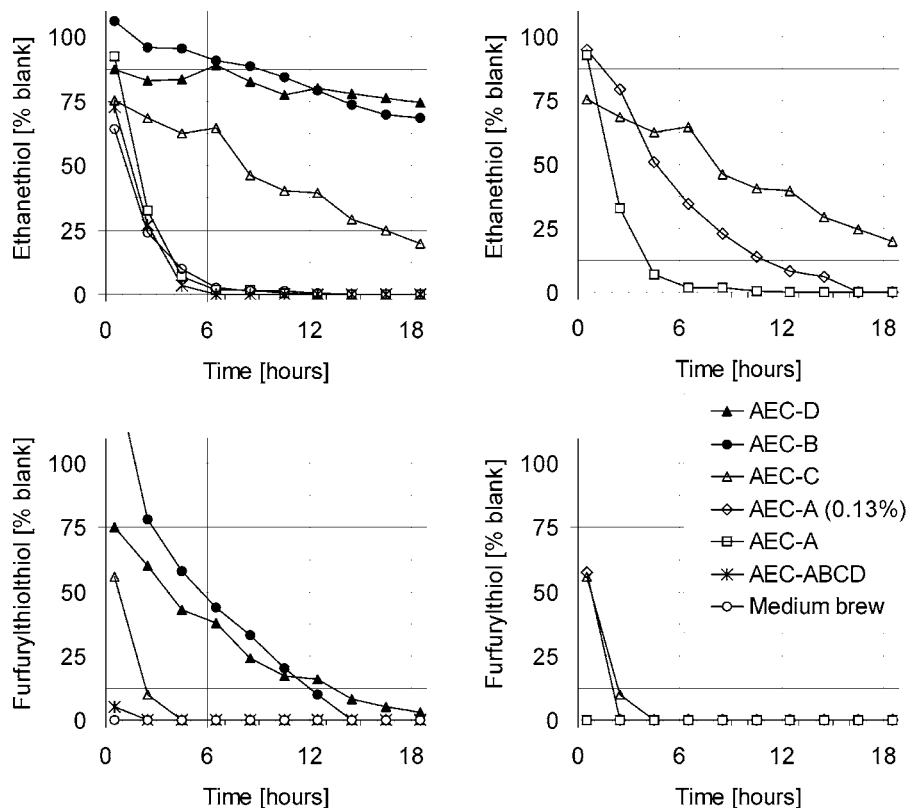 Ethanethiol [% blank]
100
75
50
25
0
0 6 12 18
Time [hours]
Ethanethiol [% blank]
100
75
50
25
0
0 6 12 18
Time [hours]
Furfurylthiolthiol [% blank]
100
75
50
25
0
0 6 12 18
Time [hours]
Furfurylthiol [% blank]
100
75
50
25
0
0 6 12 18
Time [hours]
AEC-D
AEC-B
AEC-C
AEC-A (0.13%)
AEC-A
AEC-ABCD
Medium brew